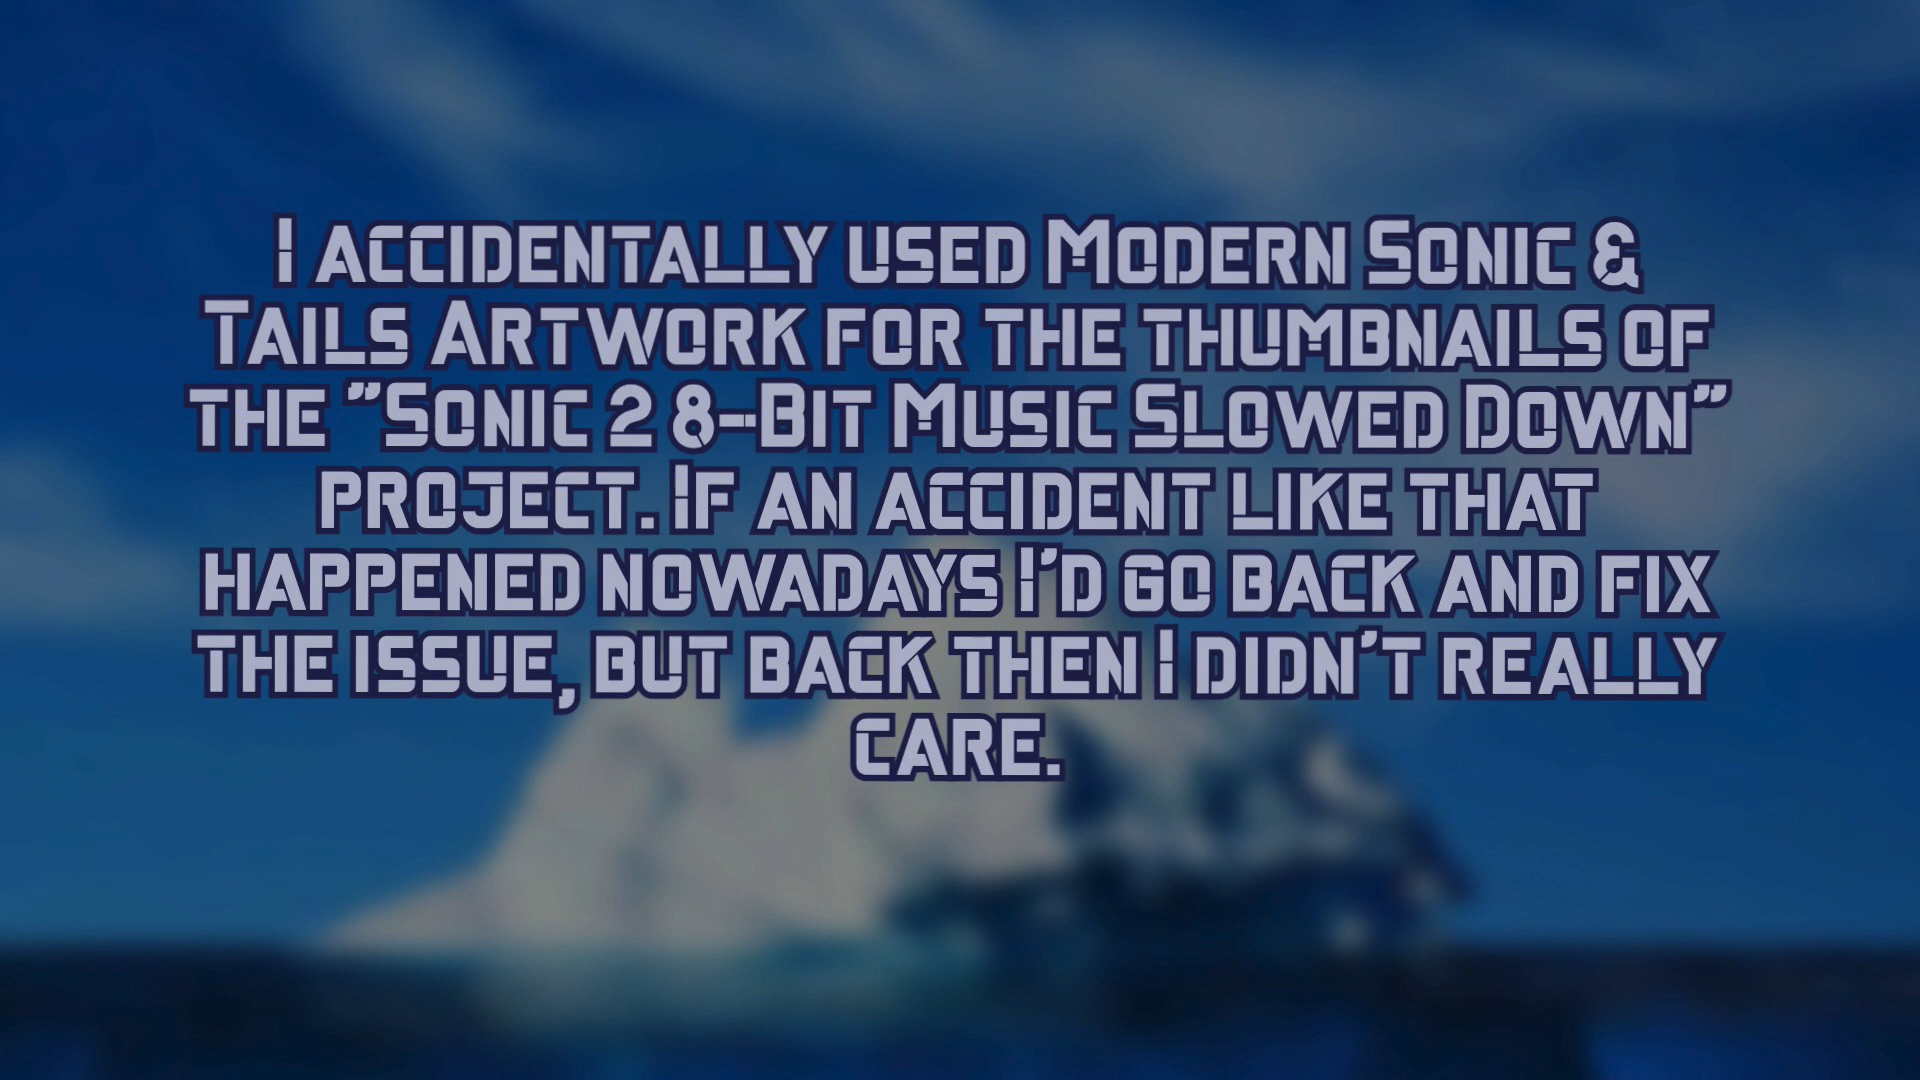 I accidentally used Modern Sonic &
Tails Artwork for the thumbnails of
the "Sonic 2 8-Bit Music Slowed Down"
project. If an accident like that
happened nowadays I'd go back and fix
the issue, but back then I didn't really
care.